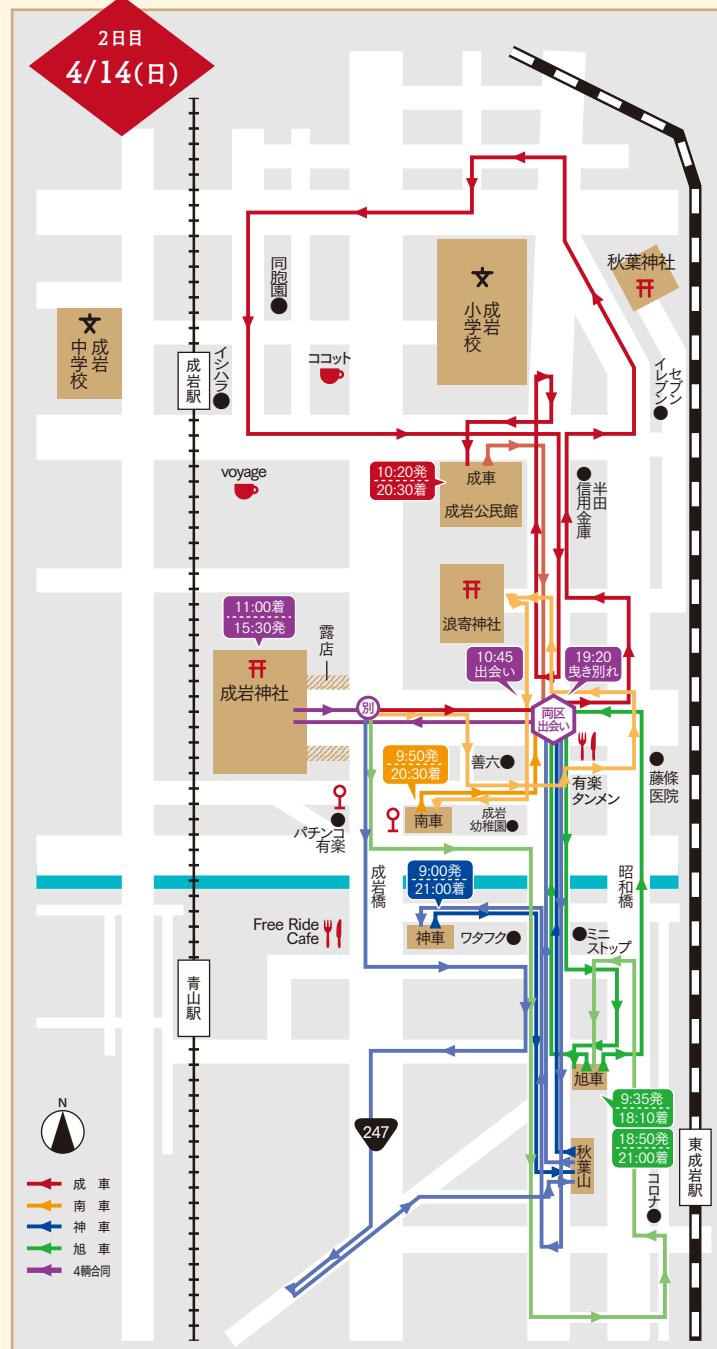 2日目
4/14(日)
秋葉神社
同胞園
成岩小学校
成岩中学校
成岩駅
イシハラ
ココット
セブンイレブン
voyage
10:20発
20:30着
成車
成岩公民館
半田信用金庫
浪寄神社
11:00着
15:30発
露店
成岩神社
別
10:45
出会い
19:20
曳き別れ
両区
出会い
善六
有楽
タンメン
藤條
医院
9:50発
20:30着
南車
成岩
幼稚園
パチンコ
有楽
成岩橋
昭和橋
9:00発
21:00着
Free Ride
Cafe
神車
ワタフク
ミニ
ストップ
青山駅
旭車
9:35発
18:10着
18:50発
21:00着
N
247
秋葉山
東成岩駅
コロナ
成 車
南 車
神 車
旭 車
4輌合同